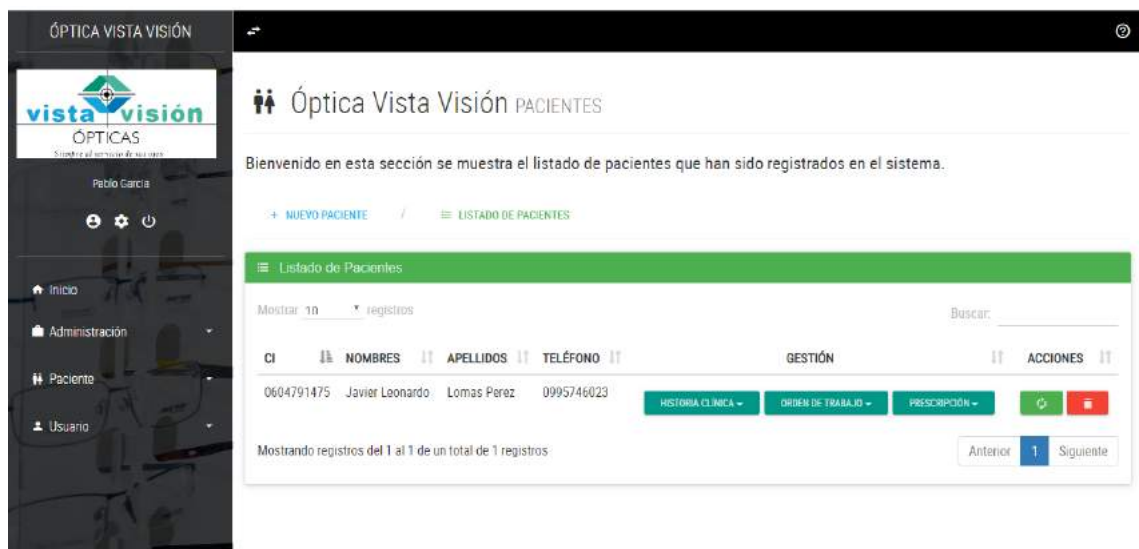 ÓPTICA VISTA VISIÓN
vista visión
ÓPTICAS
Pablo Garcia
Inicio
Administración
Paciente
Usuario
Óptica Vista Visión PACIENTES
Bienvenido en esta sección se muestra el listado de pacientes que han sido registrados en el sistema.
+ NUEVO PACIENTE / LISTADO DE PACIENTES
Listado de Pacientes
Mostrar 10 registros Buscar:
CI NOMBRES APELLIDOS TELÉFONO GESTIÓN ACCIONES
0604791475 Javier Leonardo Lomas Perez 0995746023 HISTORIA CLÍNICA ORDEN DE TRABAJO PRESCRIPCIÓN
Mostrando registros del 1 al 1 de un total de 1 registros Anterior 1 Siguiente